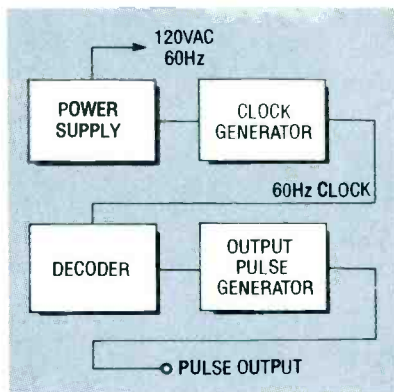 120VAC
60Hz
POWER
SUPPLY
CLOCK
GENERATOR
60Hz CLOCK
DECODER
OUTPUT
PULSE
GENERATOR
PULSE OUTPUT